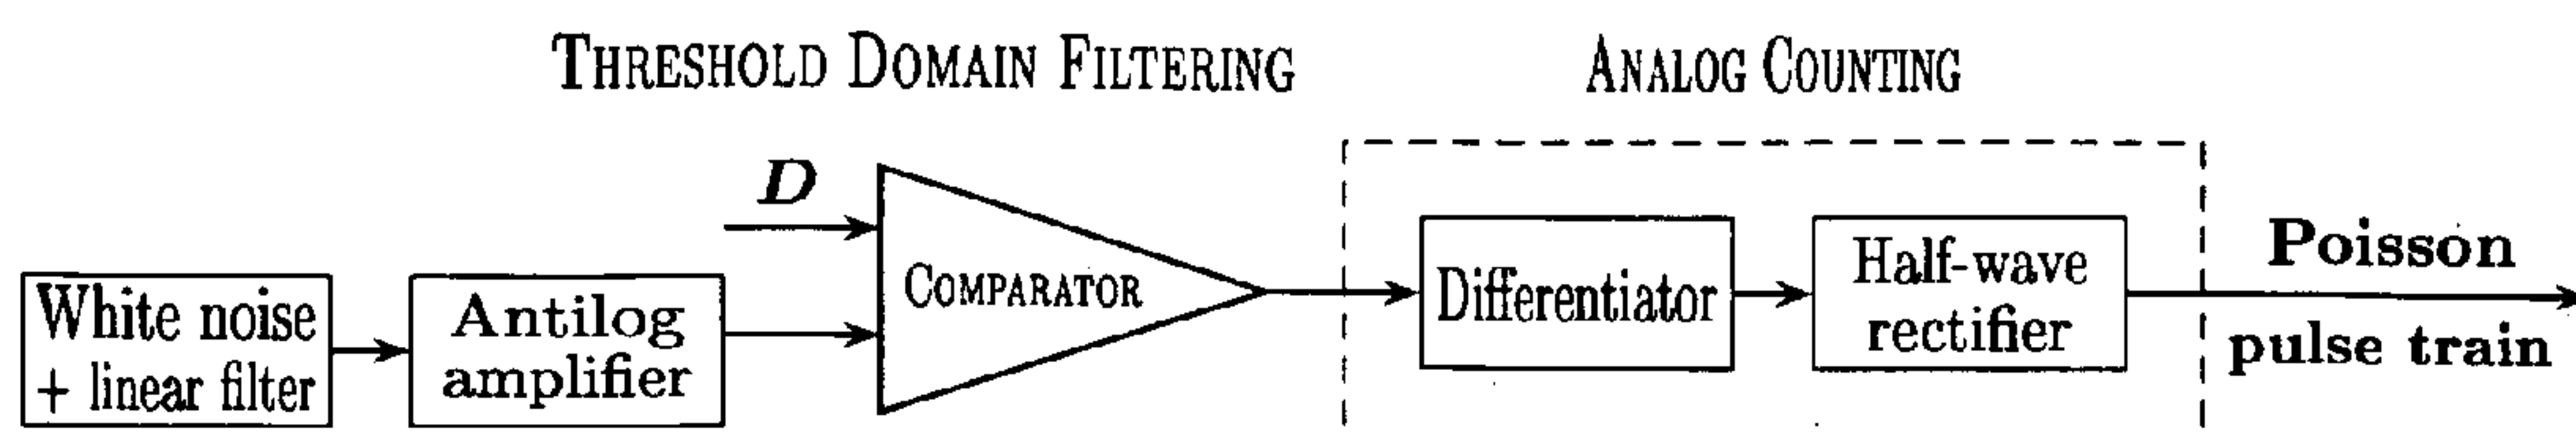 THRESHOLD DOMAIN FILTERING
ANALOG COUNTING
D
White noise
+ linear filter
Antilog
amplifier
COMPARATOR
Differentiator
Half-wave
rectifier
Poisson
pulse train